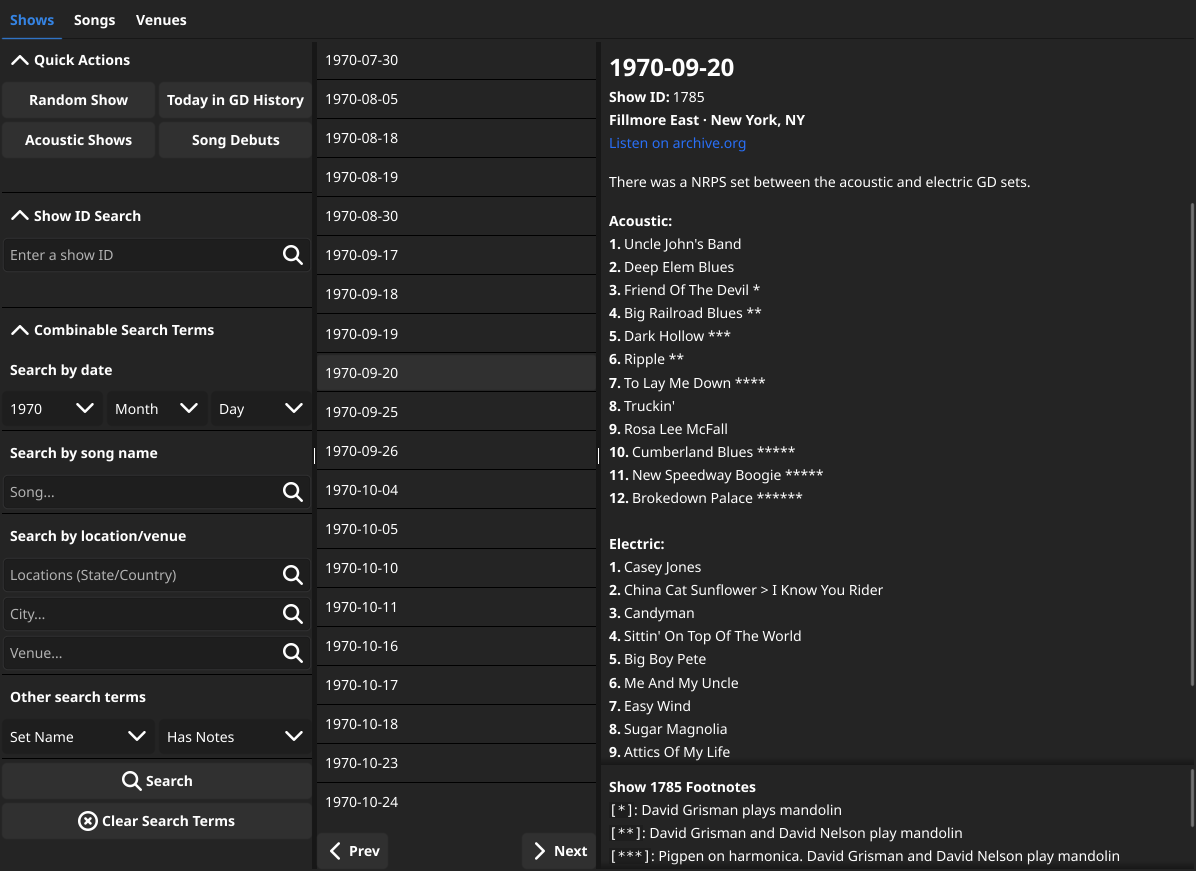 Shows Songs Venues
Quick Actions
Random Show Today in GD History
Acoustic Shows Song Debuts
Show ID Search
Enter a show ID
Combinable Search Terms
Search by date
1970 Month Day
Search by song name
Song...
Search by location/venue
Locations (State/Country)
City...
Venue...
Other search terms
Set Name Has Notes
Search
Clear Search Terms
1970-07-30
1970-08-05
1970-08-18
1970-08-19
1970-08-30
1970-09-17
1970-09-18
1970-09-19
1970-09-20
1970-09-25
1970-09-26
1970-10-04
1970-10-05
1970-10-10
1970-10-11
1970-10-16
1970-10-17
1970-10-18
1970-10-23
1970-10-24
Prev Next
1970-09-20
Show ID: 1785
Fillmore East · New York, NY
Listen on archive.org
There was a NRPS set between the acoustic and electric GD sets.
Acoustic:
1. Uncle John's Band
2. Deep Elem Blues
3. Friend Of The Devil *
4. Big Railroad Blues **
5. Dark Hollow ***
6. Ripple **
7. To Lay Me Down ****
8. Truckin'
9. Rosa Lee McFall
10. Cumberland Blues *****
11. New Speedway Boogie *****
12. Brokedown Palace ******
Electric:
1. Casey Jones
2. China Cat Sunflower > I Know You Rider
3. Candyman
4. Sittin' On Top Of The World
5. Big Boy Pete
6. Me And My Uncle
7. Easy Wind
8. Sugar Magnolia
9. Attics Of My Life
Show 1785 Footnotes
[*]: David Grisman plays mandolin
[**]: David Grisman and David Nelson play mandolin
[***]: Pigpen on harmonica. David Grisman and David Nelson play mandolin